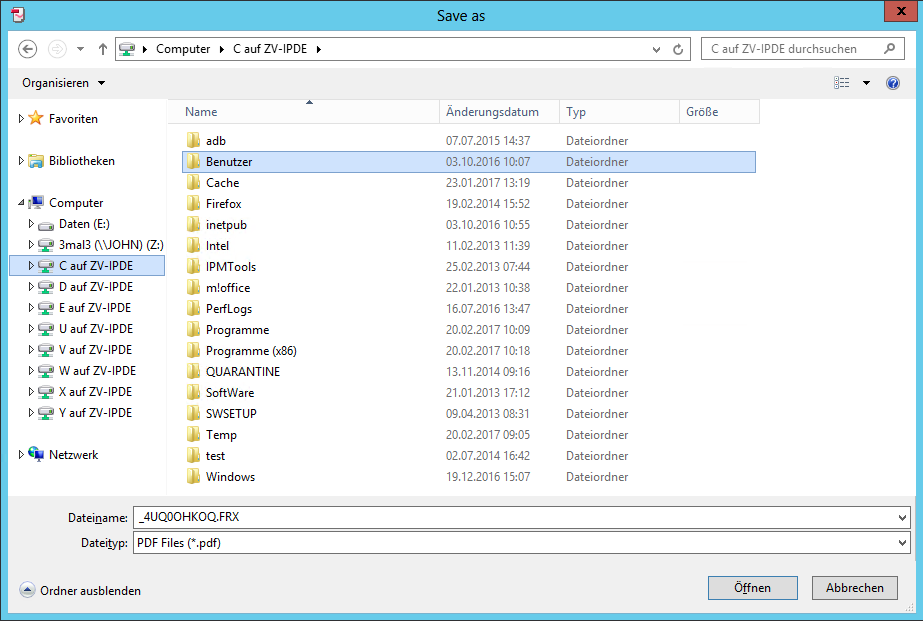 Save as
x
Computer C auf ZV-IPDE
C auf ZV-IPDE durchsuchen
Organisieren
?
Favoriten
Bibliotheken
Computer
Daten (E:)
3mal3 (\\JOHN) (Z:)
C auf ZV-IPDE
D auf ZV-IPDE
E auf ZV-IPDE
U auf ZV-IPDE
V auf ZV-IPDE
W auf ZV-IPDE
X auf ZV-IPDE
Y auf ZV-IPDE
Netzwerk
Name Änderungsdatum Typ Größe
adb 07.07.2015 14:37 Dateiordner
Benutzer 03.10.2016 10:07 Dateiordner
Cache 23.01.2017 13:19 Dateiordner
Firefox 19.02.2014 15:52 Dateiordner
inetpub 03.10.2016 10:55 Dateiordner
Intel 11.02.2013 11:39 Dateiordner
IPMTools 25.02.2013 07:44 Dateiordner
m!office 22.01.2013 10:38 Dateiordner
PerfLogs 16.07.2016 13:47 Dateiordner
Programme 20.02.2017 10:09 Dateiordner
Programme (x86) 20.02.2017 10:18 Dateiordner
QUARANTINE 13.11.2014 09:16 Dateiordner
SoftWare 21.01.2013 17:12 Dateiordner
SWSETUP 09.04.2013 08:31 Dateiordner
Temp 20.02.2017 09:05 Dateiordner
test 02.07.2014 16:42 Dateiordner
Windows 19.12.2016 15:07 Dateiordner
Dateiname: _4UQ0OHKOQ.FRX
Dateityp: PDF Files (*.pdf)
Ordner ausblenden
Öffnen
Abbrechen